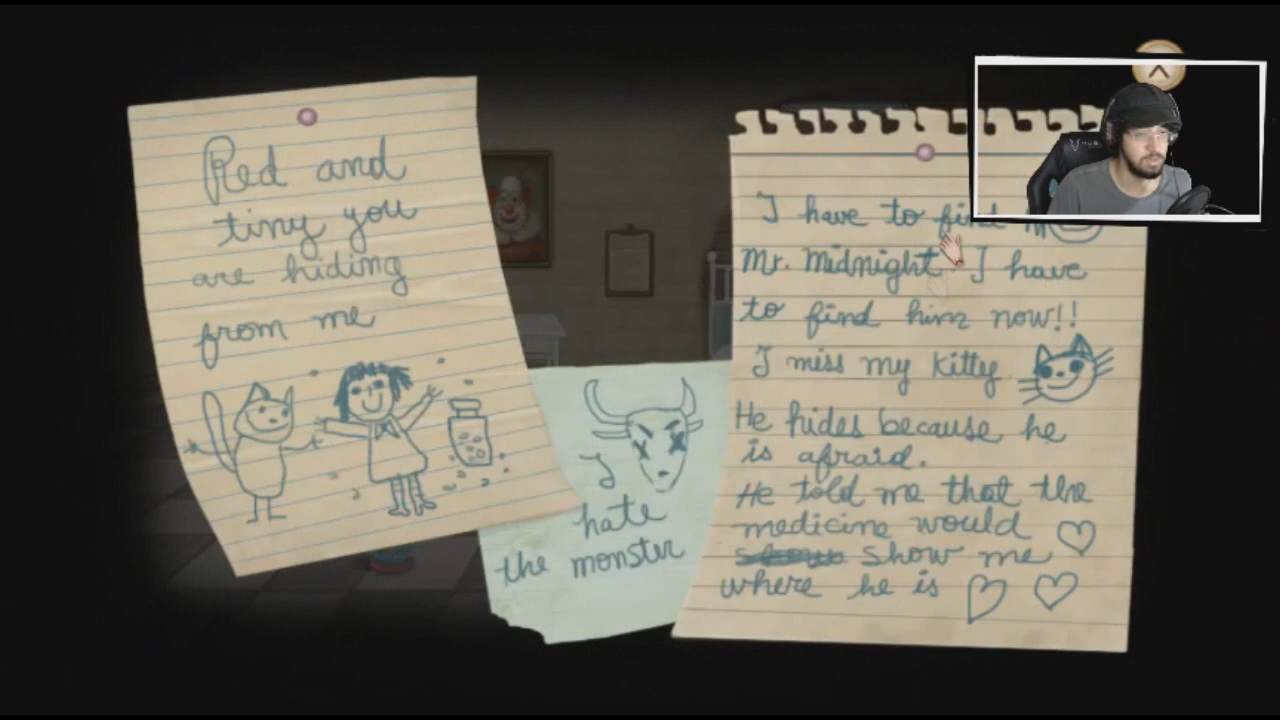 Red and
tiny you
are hiding
from me
I
hate
the monster
I have to find
Mr. Midnight I have
to find him now!!
I miss my kitty
He hides because he
is afraid.
He told me that the
medicine would
show me
where he is